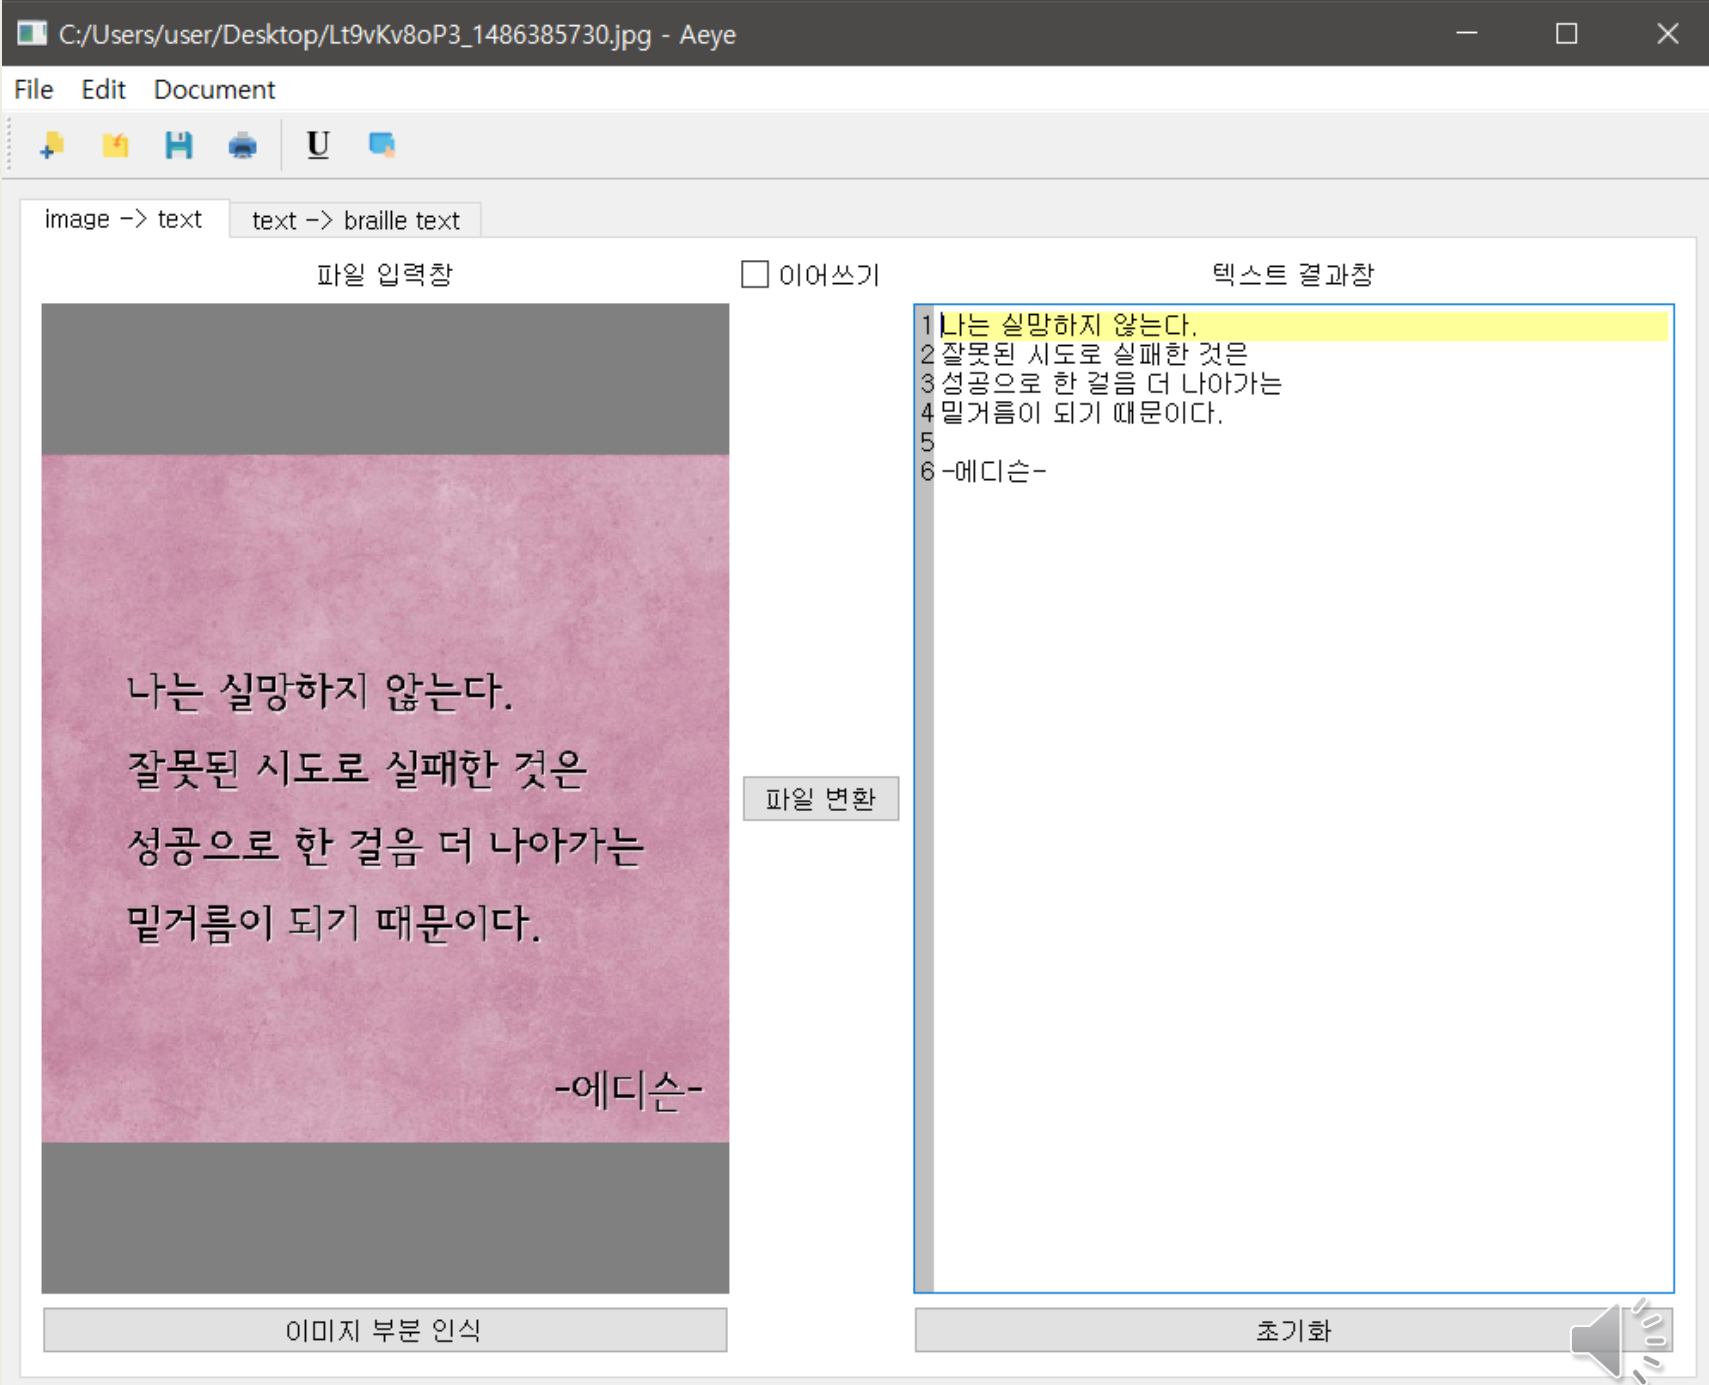 C:/Users/user/Desktop/Lt9vKv8oP3_1486385730.jpg - Aeye
File Edit Document
U
image -> text text -> braille text
파일 입력창
이어쓰기
텍스트 결과창
나는 실망하지 않는다.
잘못된 시도로 실패한 것은
성공으로 한 걸음 더 나아가는
밑거름이 되기 때문이다.
-에디슨-
파일 변환
1 나는 실망하지 않는다.
2 잘못된 시도로 실패한 것은
3 성공으로 한 걸음 더 나아가는
4 밑거름이 되기 때문이다.
5
6 -에디슨-
이미지 부분 인식
초기화